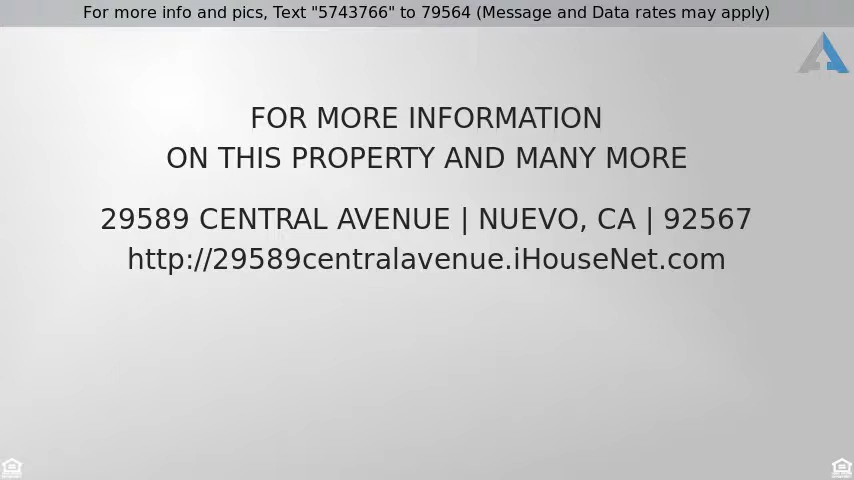 For more info and pics, Text "5743766" to 79564 (Message and Data rates may apply)
FOR MORE INFORMATION
ON THIS PROPERTY AND MANY MORE
29589 CENTRAL AVENUE | NUEVO, CA | 92567
http://29589centralavenue.iHouseNet.com